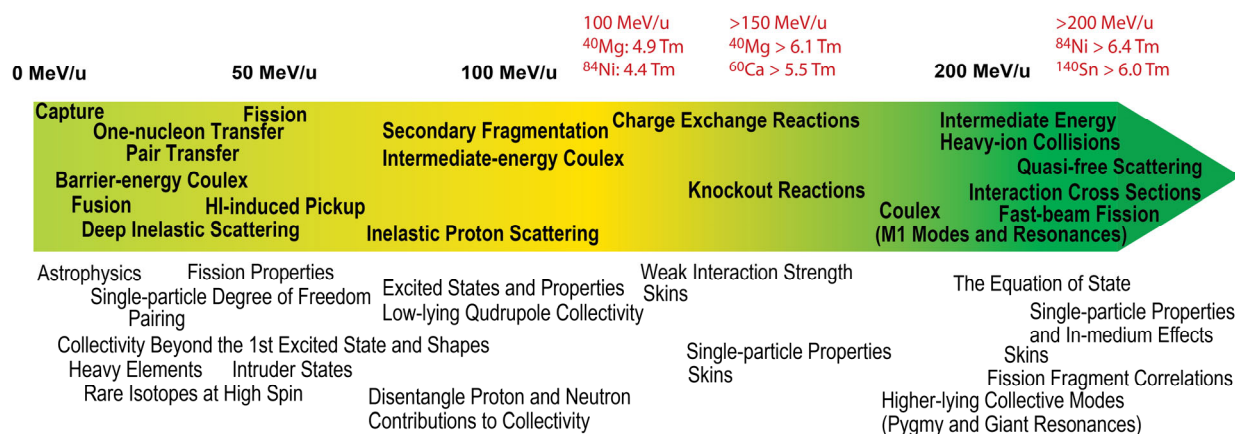 100 MeV/u
⁴⁰Mg: 4.9 Tm
⁸⁴Ni: 4.4 Tm
>150 MeV/u
⁴⁰Mg > 6.1 Tm
⁶⁰Ca > 5.5 Tm
>200 MeV/u
⁸⁴Ni > 6.4 Tm
¹⁴⁰Sn > 6.0 Tm
0 MeV/u
50 MeV/u
100 MeV/u
200 MeV/u
Capture
Fission
One-nucleon Transfer
Pair Transfer
Barrier-energy Coulex
Fusion
HI-induced Pickup
Deep Inelastic Scattering
Secondary Fragmentation
Intermediate-energy Coulex
Inelastic Proton Scattering
Charge Exchange Reactions
Knockout Reactions
Intermediate Energy
Heavy-ion Collisions
Quasi-free Scattering
Interaction Cross Sections
Coulex
Fast-beam Fission
(M1 Modes and Resonances)
Astrophysics
Fission Properties
Single-particle Degree of Freedom
Pairing
Collectivity Beyond the 1st Excited State and Shapes
Heavy Elements
Intruder States
Rare Isotopes at High Spin
Excited States and Properties
Low-lying Qudrupole Collectivity
Disentangle Proton and Neutron
Contributions to Collectivity
Weak Interaction Strength
Skins
Single-particle Properties
Skins
The Equation of State
Single-particle Properties
and In-medium Effects
Skins
Fission Fragment Correlations
Higher-lying Collective Modes
(Pygmy and Giant Resonances)